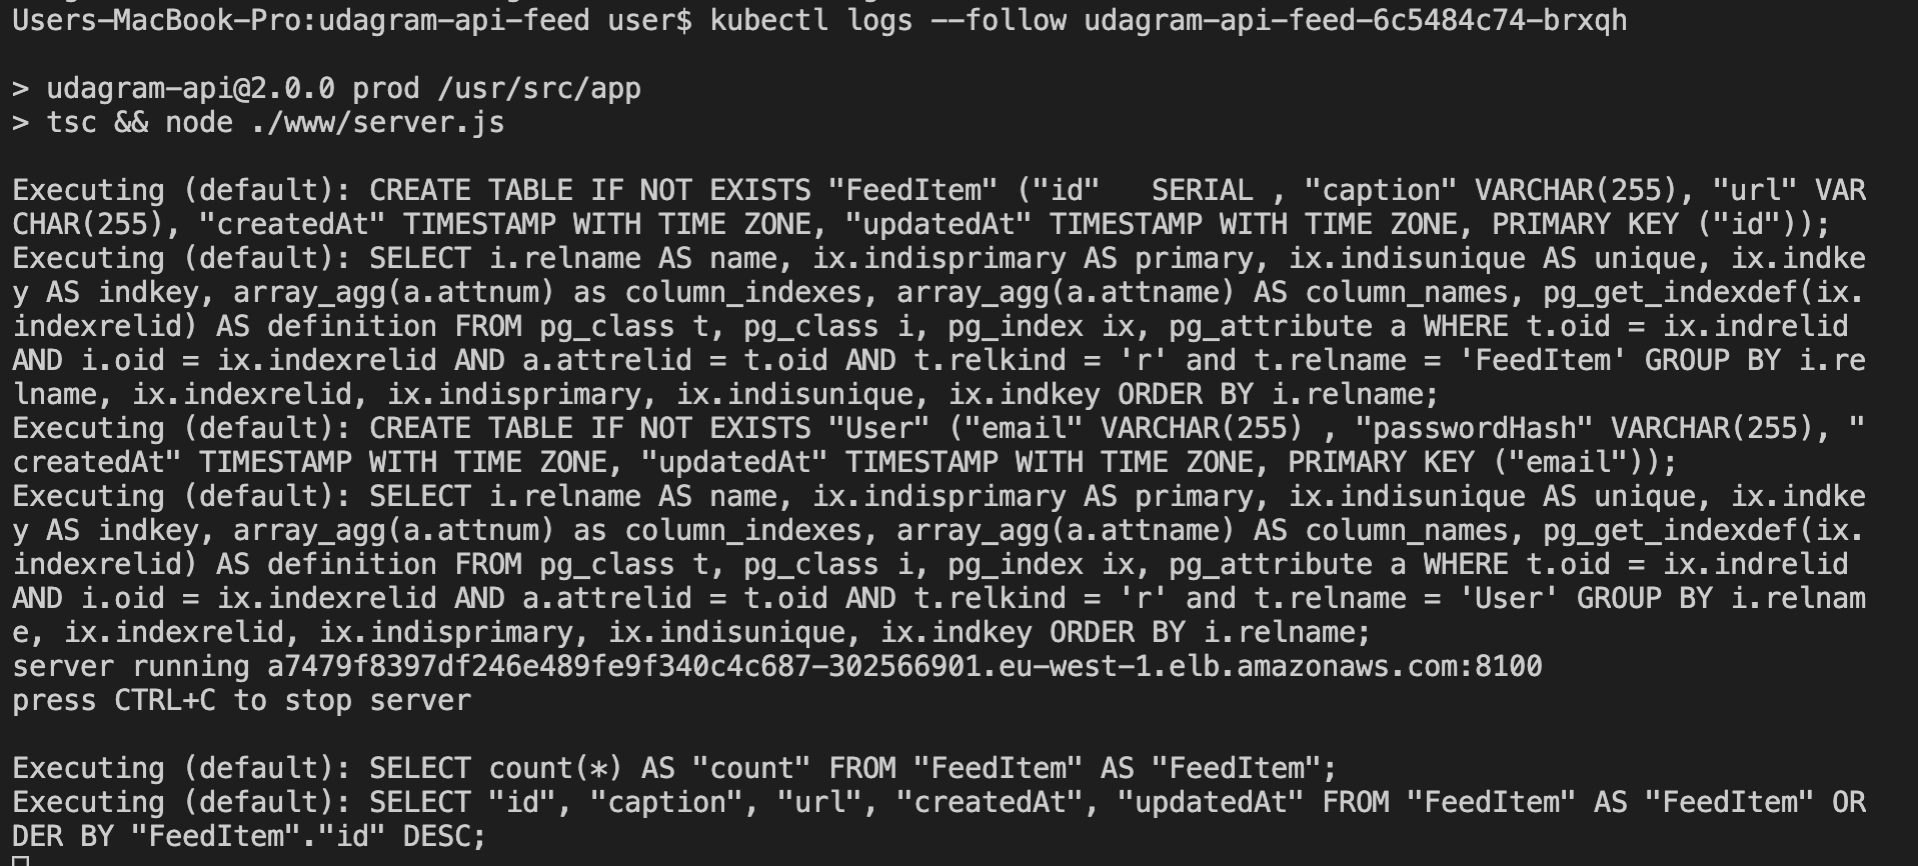 Users-MacBook-Pro:udagram-api-feed user$ kubectl logs --follow udagram-api-feed-6c5484c74-brxqh
> udagram-api@2.0.0 prod /usr/src/app
> tsc && node ./www/server.js
Executing (default): CREATE TABLE IF NOT EXISTS "FeedItem" ("id"   SERIAL , "caption" VARCHAR(255), "url" VAR
CHAR(255), "createdAt" TIMESTAMP WITH TIME ZONE, "updatedAt" TIMESTAMP WITH TIME ZONE, PRIMARY KEY ("id"));
Executing (default): SELECT i.relname AS name, ix.indisprimary AS primary, ix.indisunique AS unique, ix.indke
y AS indkey, array_agg(a.attnum) as column_indexes, array_agg(a.attname) AS column_names, pg_get_indexdef(ix.
indexrelid) AS definition FROM pg_class t, pg_class i, pg_index ix, pg_attribute a WHERE t.oid = ix.indrelid
AND i.oid = ix.indexrelid AND a.attrelid = t.oid AND t.relkind = 'r' and t.relname = 'FeedItem' GROUP BY i.re
lname, ix.indexrelid, ix.indisprimary, ix.indisunique, ix.indkey ORDER BY i.relname;
Executing (default): CREATE TABLE IF NOT EXISTS "User" ("email" VARCHAR(255) , "passwordHash" VARCHAR(255), "
createdAt" TIMESTAMP WITH TIME ZONE, "updatedAt" TIMESTAMP WITH TIME ZONE, PRIMARY KEY ("email"));
Executing (default): SELECT i.relname AS name, ix.indisprimary AS primary, ix.indisunique AS unique, ix.indke
y AS indkey, array_agg(a.attnum) as column_indexes, array_agg(a.attname) AS column_names, pg_get_indexdef(ix.
indexrelid) AS definition FROM pg_class t, pg_class i, pg_index ix, pg_attribute a WHERE t.oid = ix.indrelid
AND i.oid = ix.indexrelid AND a.attrelid = t.oid AND t.relkind = 'r' and t.relname = 'User' GROUP BY i.relnam
e, ix.indexrelid, ix.indisprimary, ix.indisunique, ix.indkey ORDER BY i.relname;
server running a7479f8397df246e489fe9f340c4c687-302566901.eu-west-1.elb.amazonaws.com:8100
press CTRL+C to stop server
Executing (default): SELECT count(*) AS "count" FROM "FeedItem" AS "FeedItem";
Executing (default): SELECT "id", "caption", "url", "createdAt", "updatedAt" FROM "FeedItem" AS "FeedItem" OR
DER BY "FeedItem"."id" DESC;